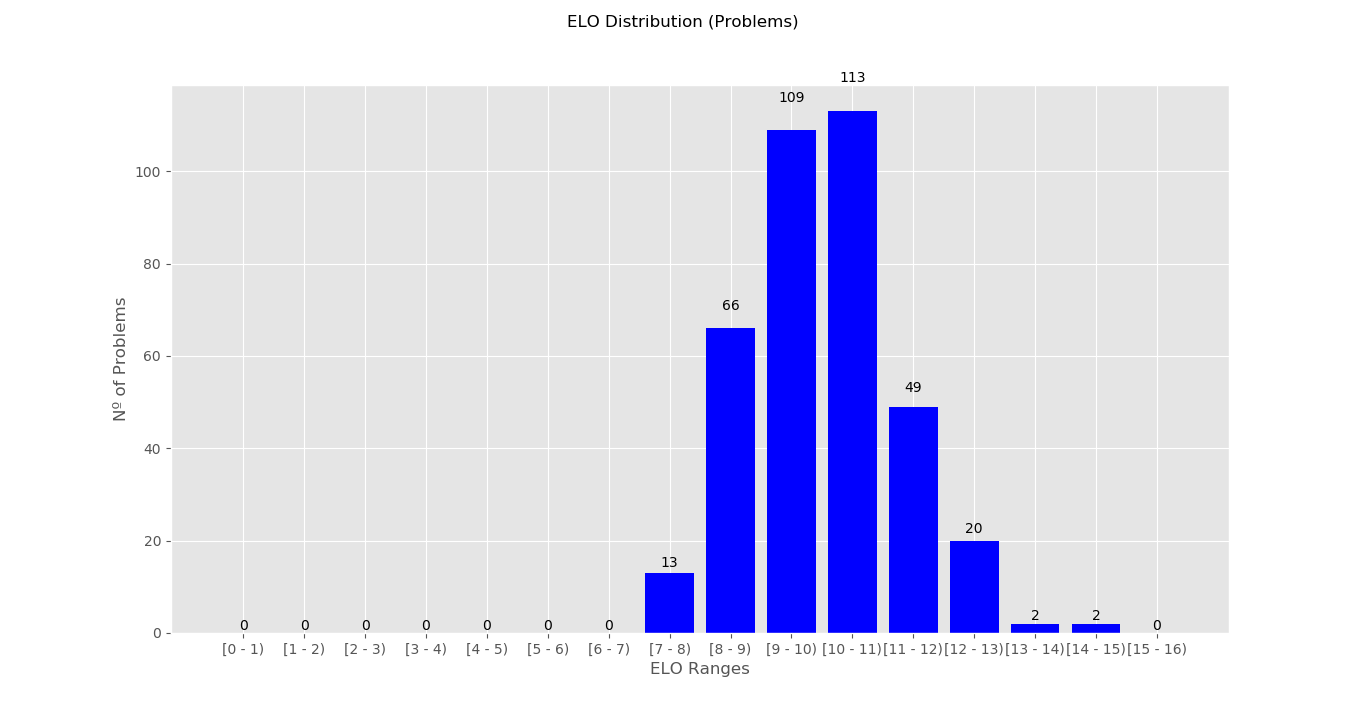 ELO Distribution (Problems)
113
109
100
80
66
60
49
40
20
20
13
2
2
0
0
0
0
0
0
0
0
0
[0 - 1)
[1 - 2)
[2 - 3)
[3 - 4)
[4 - 5)
[5 - 6)
[6 - 7)
[7 - 8)
[8 - 9)
[9 - 10)
[10 - 11)
[11 - 12)
[12 - 13)
[13 - 14)
[14 - 15)
[15 - 16)
ELO Ranges
Nº of Problems